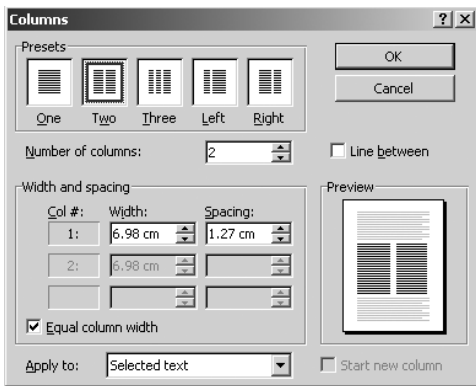 Columns
Presets
OK
Cancel
One Two Three Left Right
Number of columns: 2
Line between
Width and spacing
Preview
Col #: Width: Spacing:
1: 6.98 cm 1.27 cm
2: 6.98 cm
Equal column width
Apply to: Selected text
Start new column